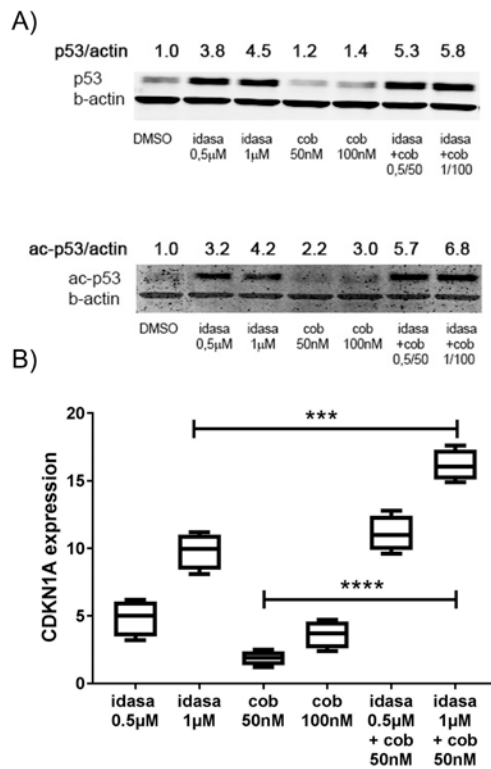 A)
p53/actin 1.0 3.8 4.5 1.2 1.4 5.3 5.8
p53
b-actin
DMSO idasa idasa cob cob idasa idasa
0,5µM 1µM 50nM 100nM +cob +cob
0,5/50 1/100
ac-p53/actin 1.0 3.2 4.2 2.2 3.0 5.7 6.8
ac-p53
b-actin
DMSO idasa idasa cob cob idasa idasa
0,5µM 1µM 50nM 100nM +cob +cob
0,5/50 1/100
B)
20
***
15
CDKN1A expression
10
****
5
0
idasa idasa cob cob idasa idasa
0.5µM 1µM 50nM 100nM 0.5µM 1µM
+ cob + cob
50nM 50nM